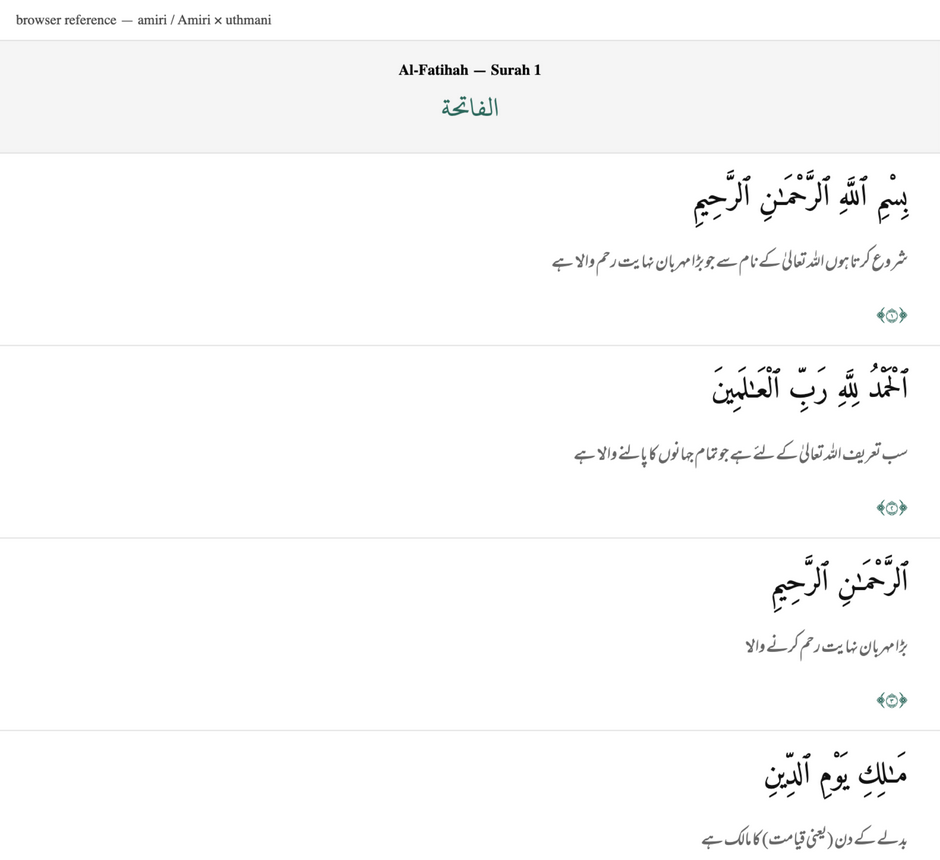 browser reference — amiri / Amiri × uthmani
Al-Fatihah — Surah 1
الفاتحة
بِسْمِ ٱللَّهِ ٱلرَّحْمَـٰنِ ٱلرَّحِيمِ
شروع کرتا ہوں اللہ تعالیٰ کے نام سے جو بڑا مہربان نہایت رحم والا ہے
﴿١﴾
ٱلْحَمْدُ لِلَّهِ رَبِّ ٱلْعَـٰلَمِينَ
سب تعریف اللہ تعالیٰ کے لئے ہے جو تمام جہانوں کا پالنے والا ہے
﴿٢﴾
ٱلرَّحْمَـٰنِ ٱلرَّحِيمِ
بڑا مہربان نہایت رحم کرنے والا
﴿٣﴾
مَـٰلِكِ يَوْمِ ٱلدِّينِ
بدلے کے دن (یعنی قیامت) کا مالک ہے